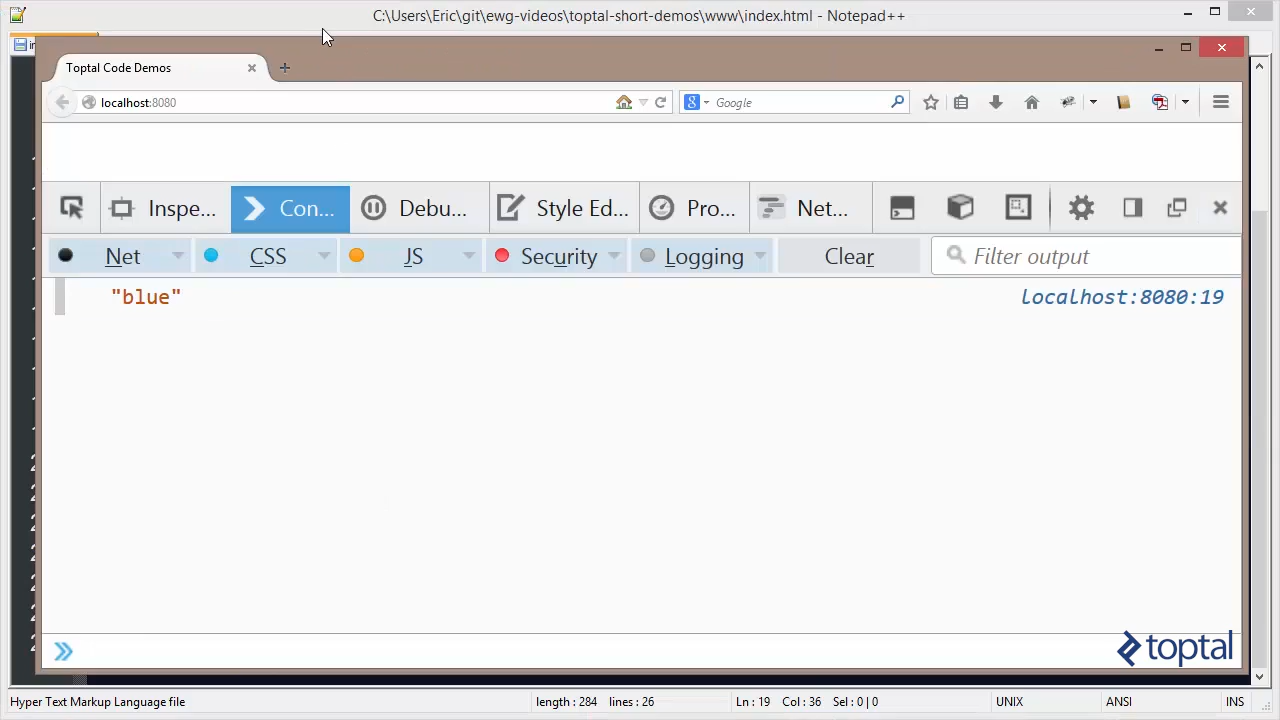 C:\Users\Eric\git\ewg-videos\toptal-short-demos\www\index.html - Notepad++
Toptal Code Demos
localhost:8080
Google
Inspe... Con... Debu... Style Ed... Pro... Net...
Net CSS JS Security Logging Clear Filter output
"blue" localhost:8080:19
toptal
Hyper Text Markup Language file length : 284 lines : 26 Ln : 19 Col : 36 Sel : 0 | 0 UNIX ANSI INS